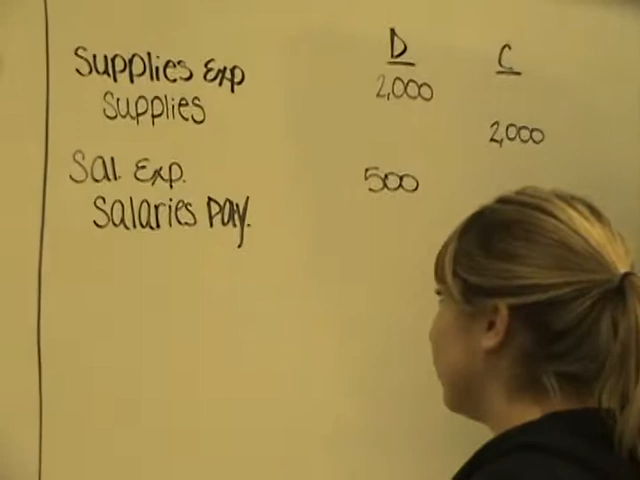 D C
Supplies Exp 2,000
Supplies 2,000
Sal. Exp. 500
Salaries Pay.